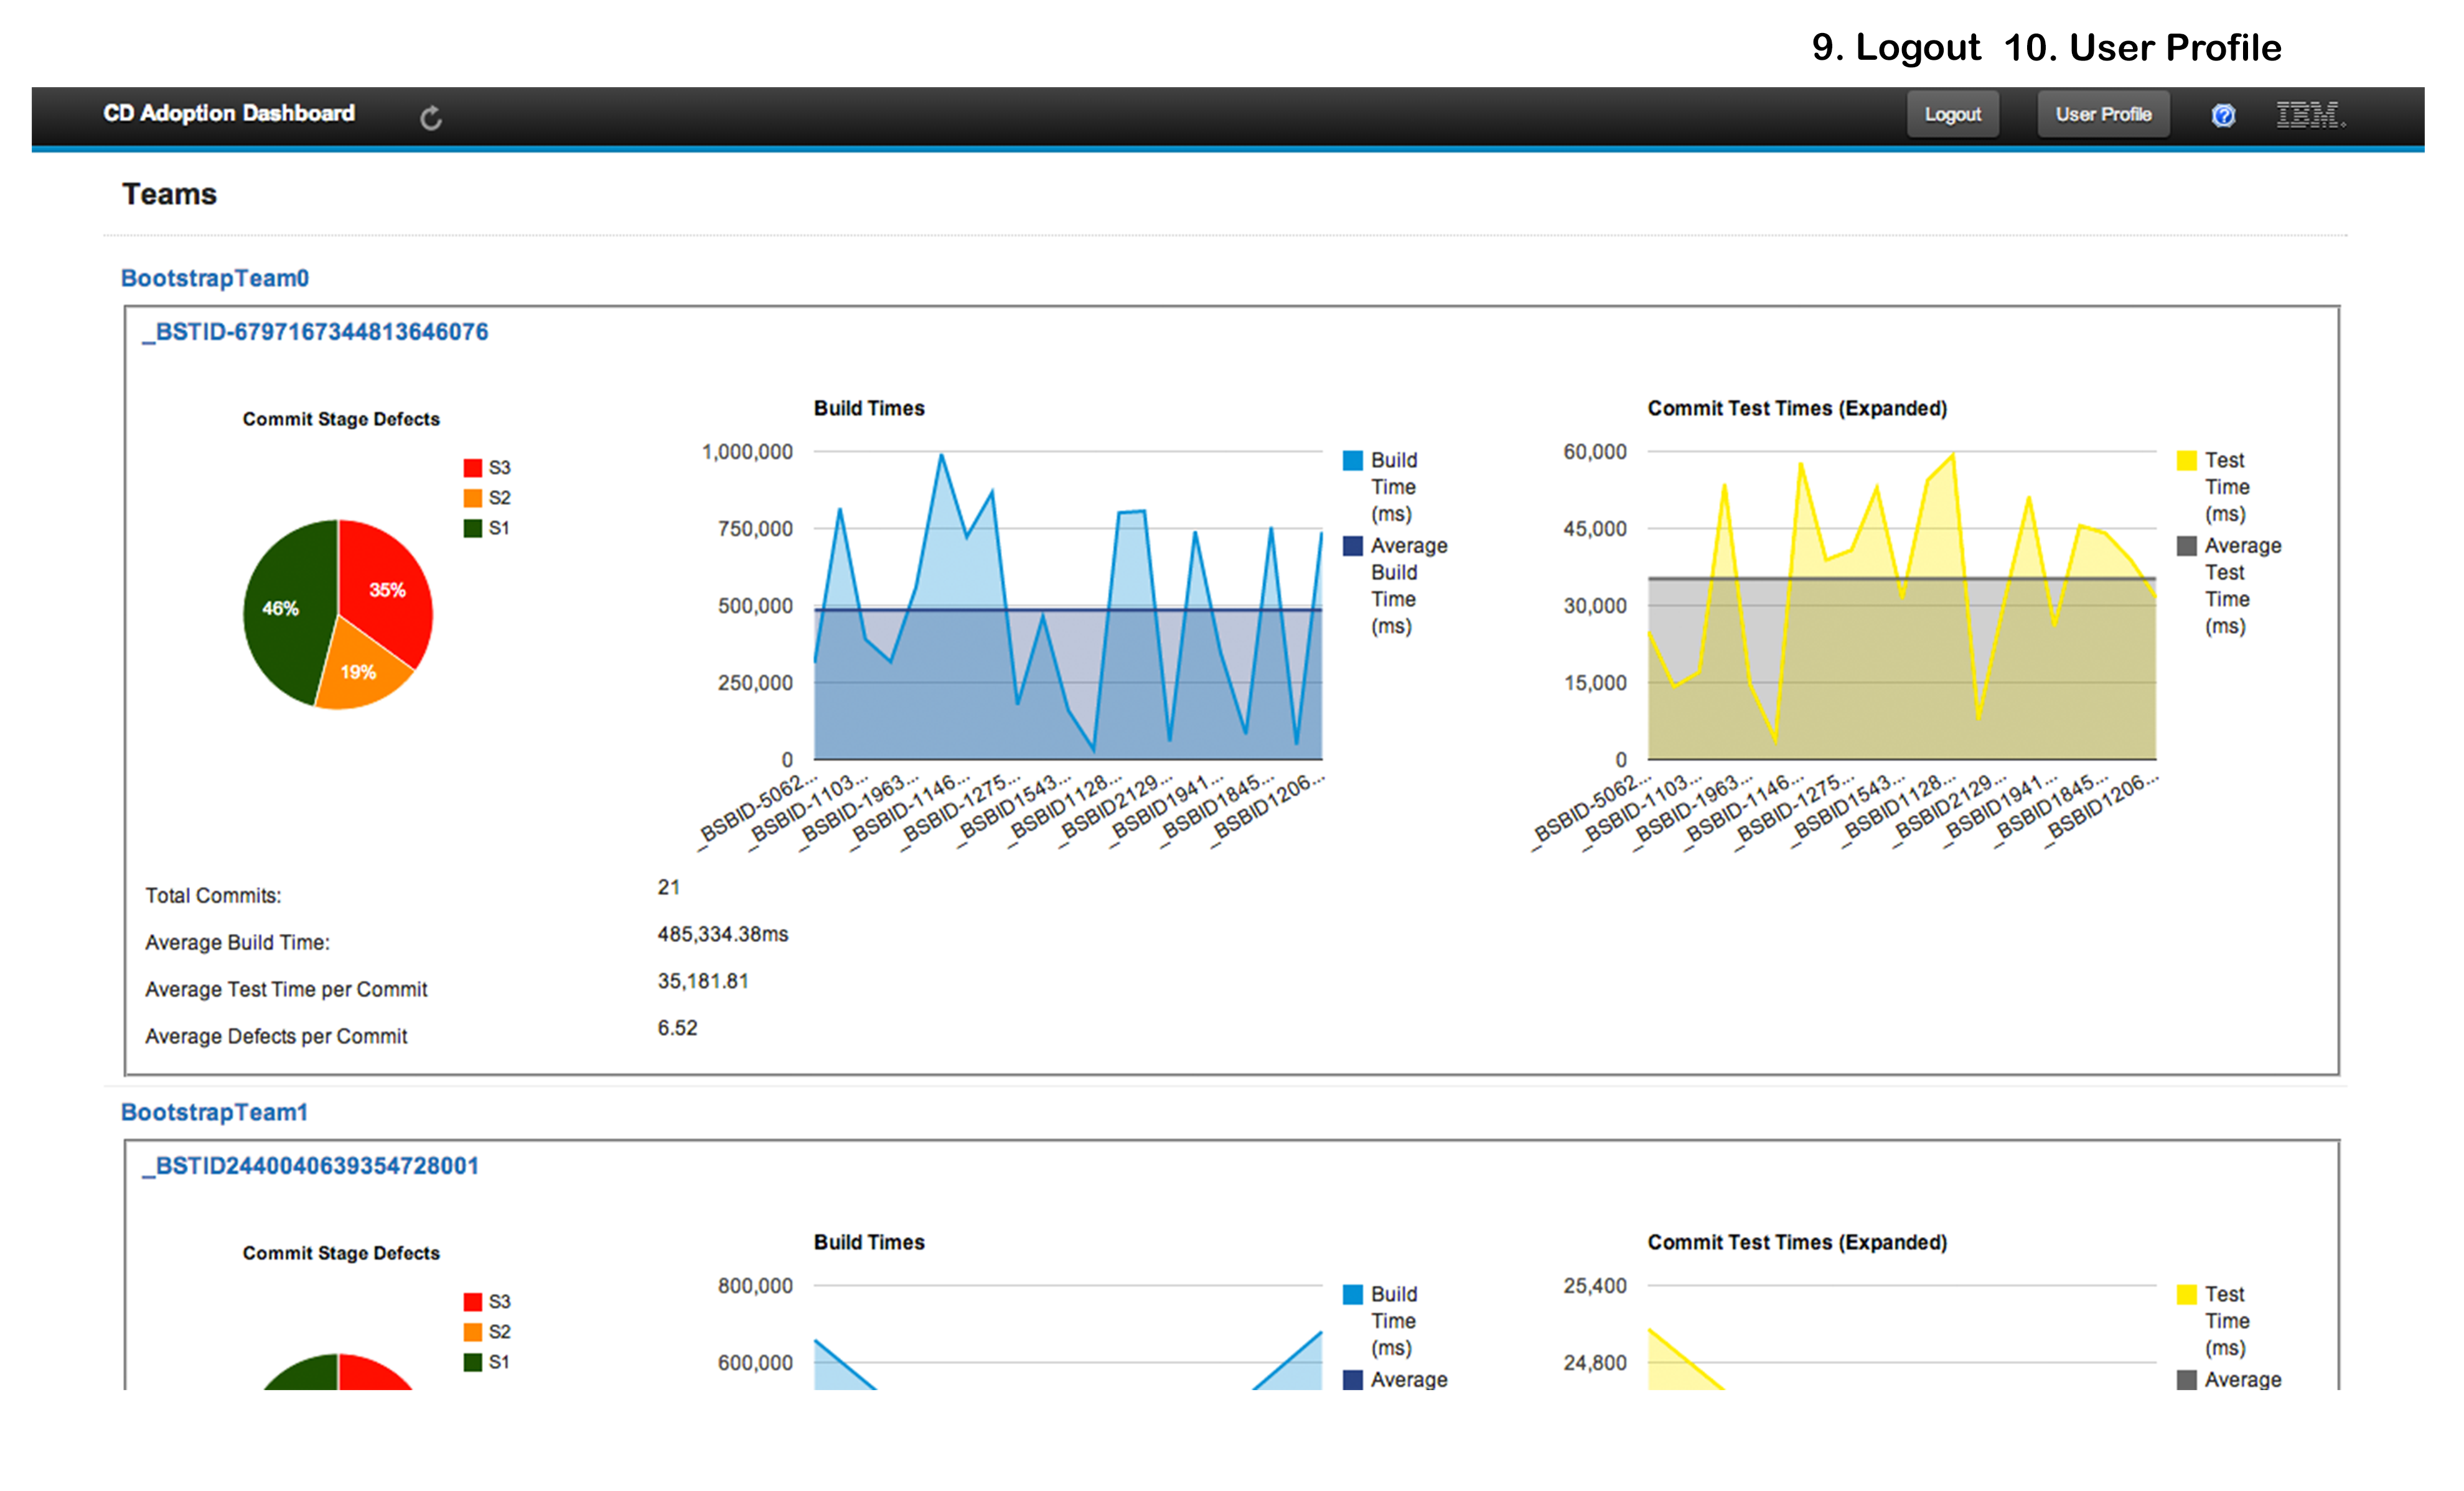 9. Logout 10. User Profile
CD Adoption Dashboard
Logout
User Profile
?
IBM.
Teams
BootstrapTeam0
_BSTID-6797167344813646076
Commit Stage Defects
S3
S2
S1
35%
46%
19%
Build Times
1,000,000
750,000
500,000
250,000
0
_BSBID-5062...
_BSBID-1103...
_BSBID-1963...
_BSBID-1146...
_BSBID-1275...
_BSBID1543...
_BSBID1128...
_BSBID2129...
_BSBID1941...
_BSBID1845...
_BSBID1206...
Build
Time
(ms)
Average
Build
Time
(ms)
Commit Test Times (Expanded)
60,000
45,000
30,000
15,000
0
_BSBID-5062...
_BSBID-1103...
_BSBID-1963...
_BSBID-1146...
_BSBID-1275...
_BSBID1543...
_BSBID1128...
_BSBID2129...
_BSBID1941...
_BSBID1845...
_BSBID1206...
Test
Time
(ms)
Average
Test
Time
(ms)
Total Commits: 21
Average Build Time: 485,334.38ms
Average Test Time per Commit 35,181.81
Average Defects per Commit 6.52
BootstrapTeam1
_BSTID2440040639354728001
Commit Stage Defects
S3
S2
S1
Build Times
800,000
600,000
Build
Time
(ms)
Average
Commit Test Times (Expanded)
25,400
24,800
Test
Time
(ms)
Average